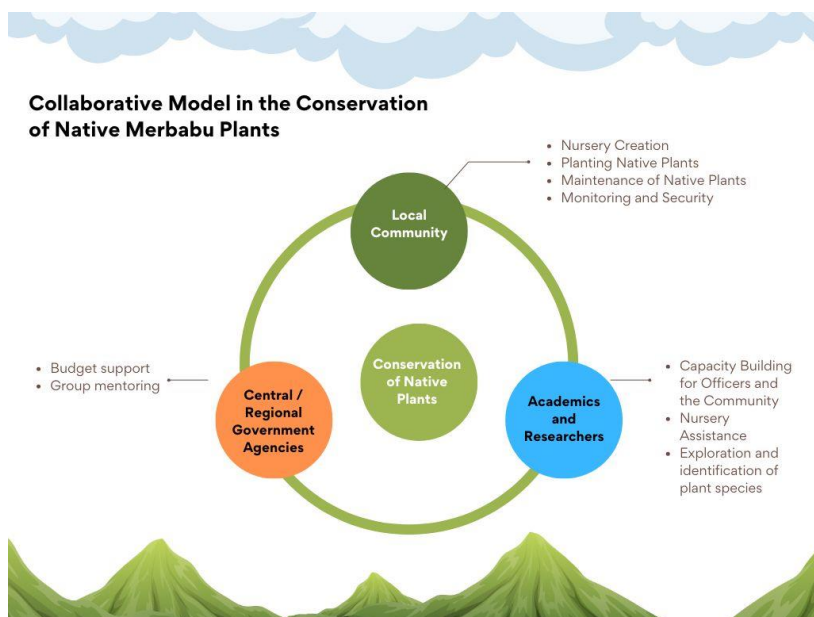 Collaborative Model in the Conservation
of Native Merbabu Plants
• Nursery Creation
• Planting Native Plants
• Maintenance of Native Plants
• Monitoring and Security
Local
Community
• Budget support
• Group mentoring
Central /
Regional
Government
Agencies
Conservation
of Native
Plants
Academics
and
Researchers
• Capacity Building
for Officers and
the Community
• Nursery
Assistance
• Exploration and
identification of
plant species